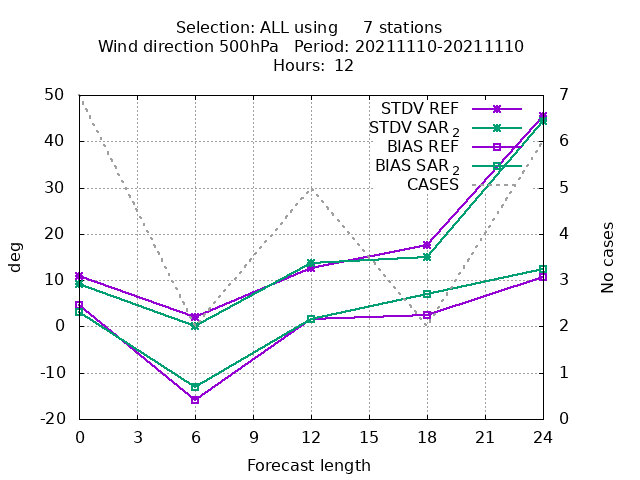 Selection: ALL using     7 stations
Wind direction 500hPa   Period: 20211110-20211110
Hours: 12
50
40
30
20
10
0
-10
-20
7
6
5
4
3
2
1
0
0 3 6 9 12 15 18 21 24
STDV REF
STDV SAR2
BIAS REF
BIAS SAR2
CASES
deg
No cases
Forecast length